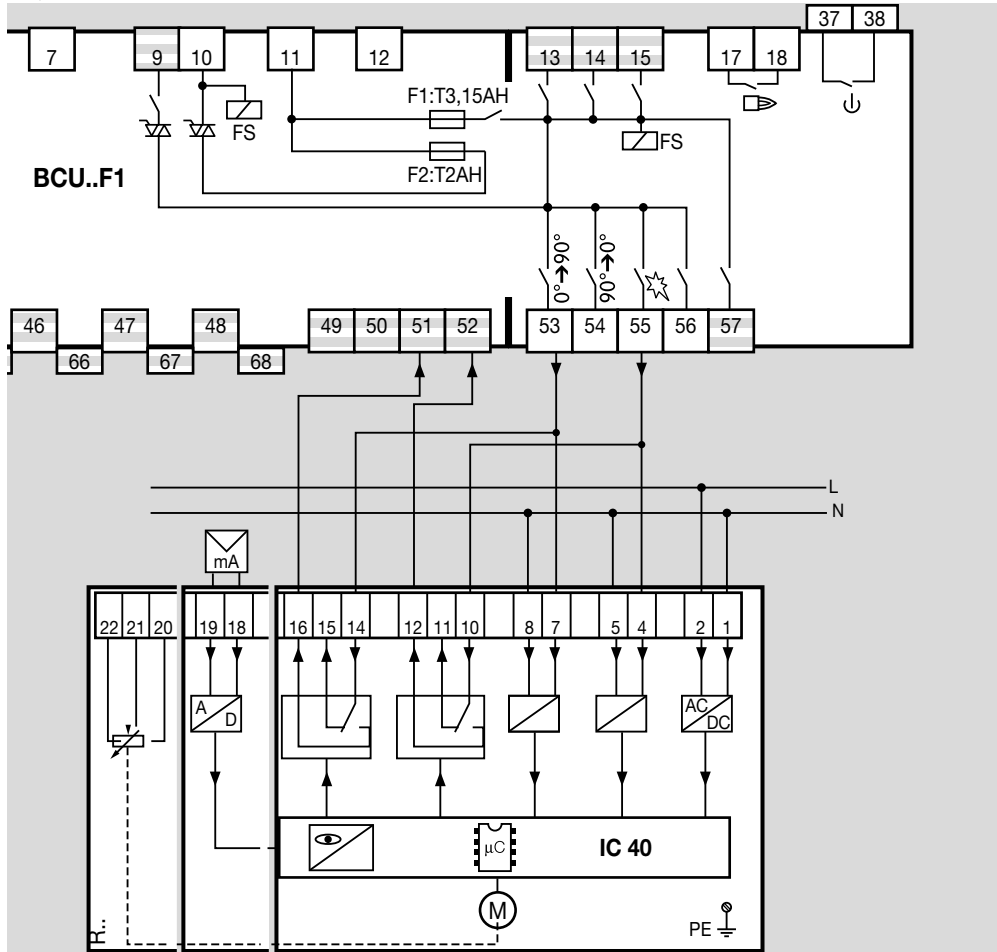 37 38
7 9 10 11 12 13 14 15 17 18
F1:T3,15AH
FS
FS
F2:T2AH
BCU..F1
0°➔90°
90°➔0°
46 47 48 49 50 51 52 53 54 55 56 57
66 67 68
L
N
mA
22 21 20 19 18 16 15 14 12 11 10 8 7 5 4 2 1
A
D
AC
DC
µC
IC 40
M
PE
R..